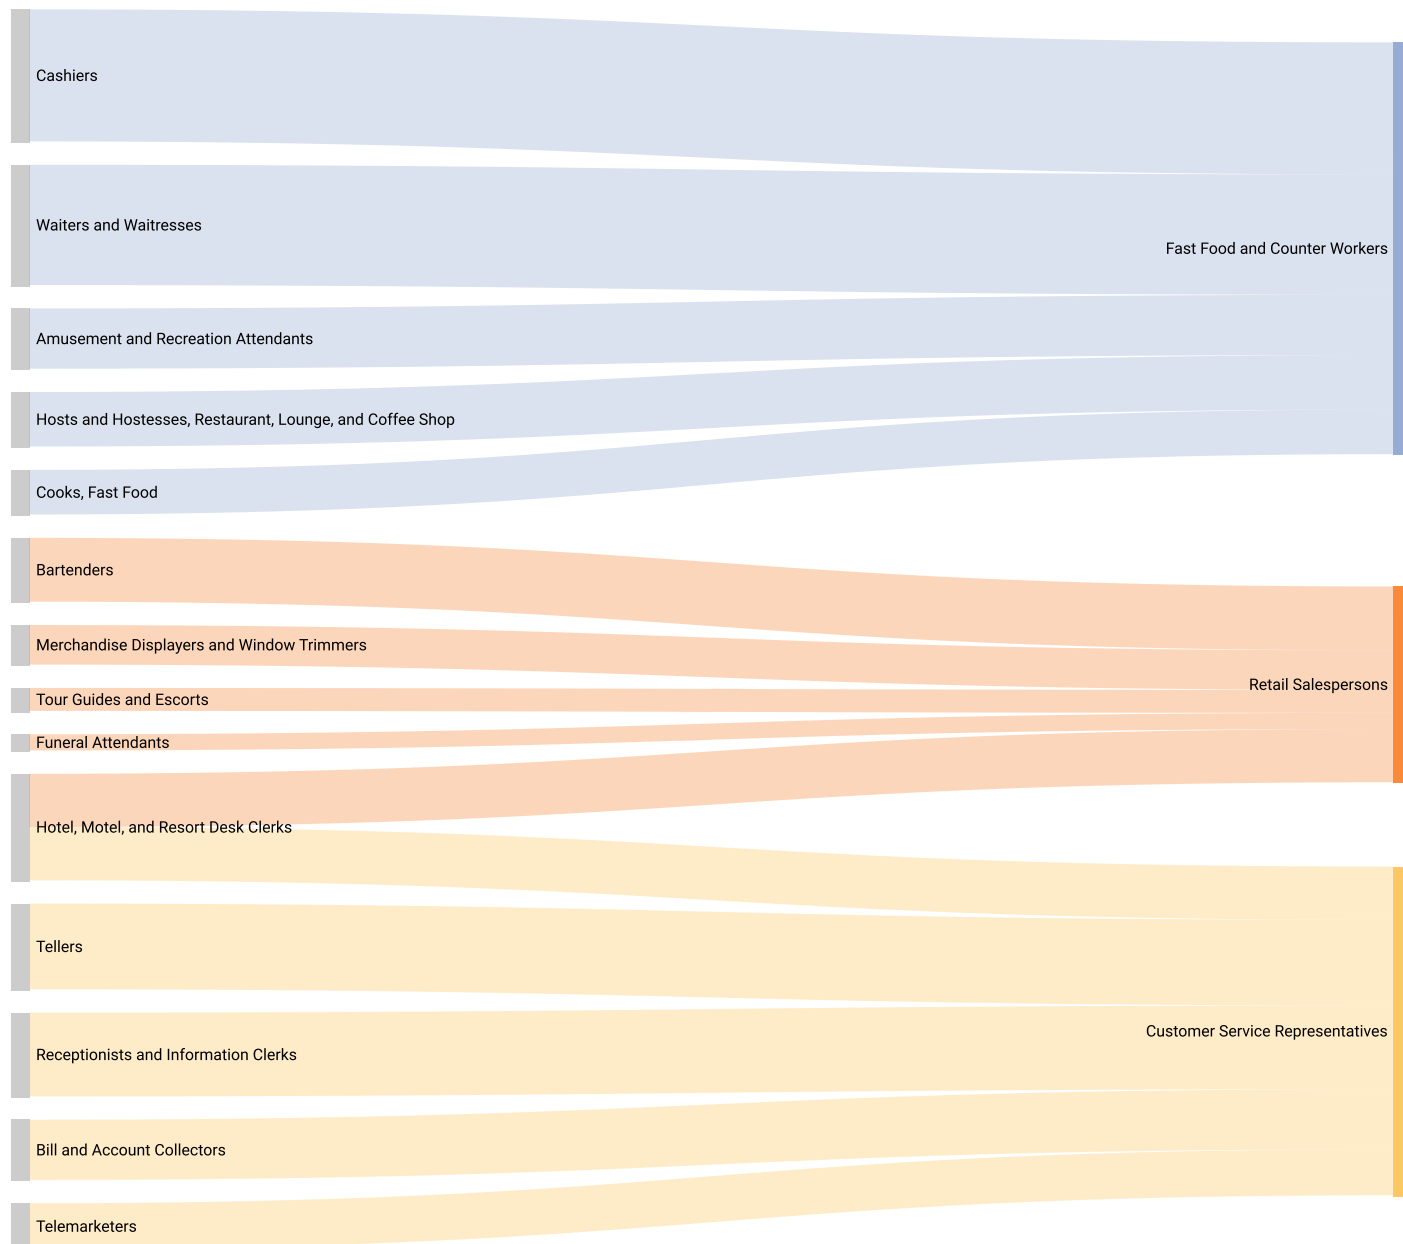 Cashiers
Waiters and Waitresses
Fast Food and Counter Workers
Amusement and Recreation Attendants
Hosts and Hostesses, Restaurant, Lounge, and Coffee Shop
Cooks, Fast Food
Bartenders
Merchandise Displayers and Window Trimmers
Retail Salespersons
Tour Guides and Escorts
Funeral Attendants
Hotel, Motel, and Resort Desk Clerks
Tellers
Customer Service Representatives
Receptionists and Information Clerks
Bill and Account Collectors
Telemarketers